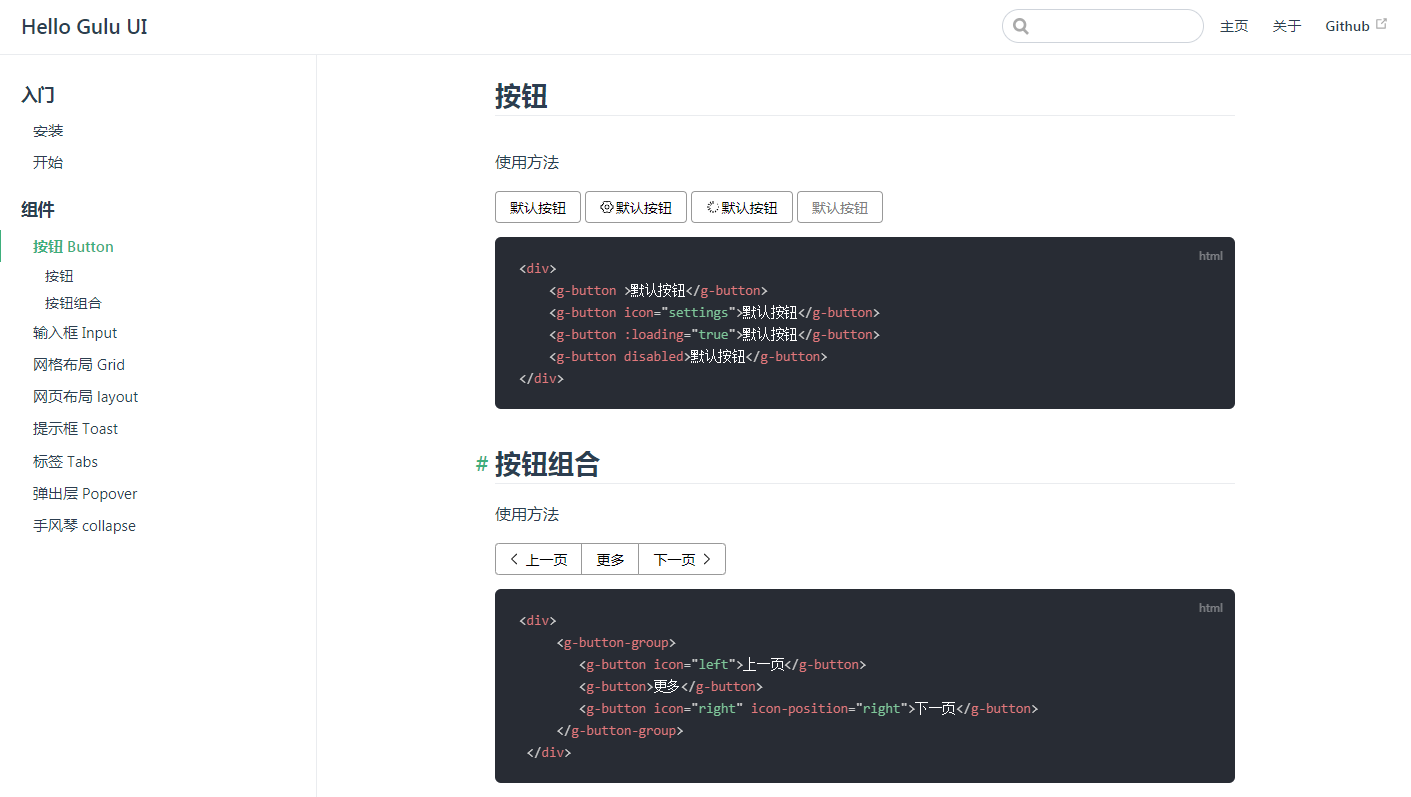 Hello Gulu UI
主页 关于 Github
入门
安装
开始
组件
按钮 Button
按钮
按钮组合
输入框 Input
网格布局 Grid
网页布局 layout
提示框 Toast
标签 Tabs
弹出层 Popover
手风琴 collapse
按钮
使用方法
默认按钮 默认按钮 默认按钮 默认按钮
html
<div>
    <g-button >默认按钮</g-button>
    <g-button icon="settings">默认按钮</g-button>
    <g-button :loading="true">默认按钮</g-button>
    <g-button disabled>默认按钮</g-button>
</div>
# 按钮组合
使用方法
上一页 更多 下一页
html
<div>
     <g-button-group>
        <g-button icon="left">上一页</g-button>
        <g-button>更多</g-button>
        <g-button icon="right" icon-position="right">下一页</g-button>
     </g-button-group>
 </div>